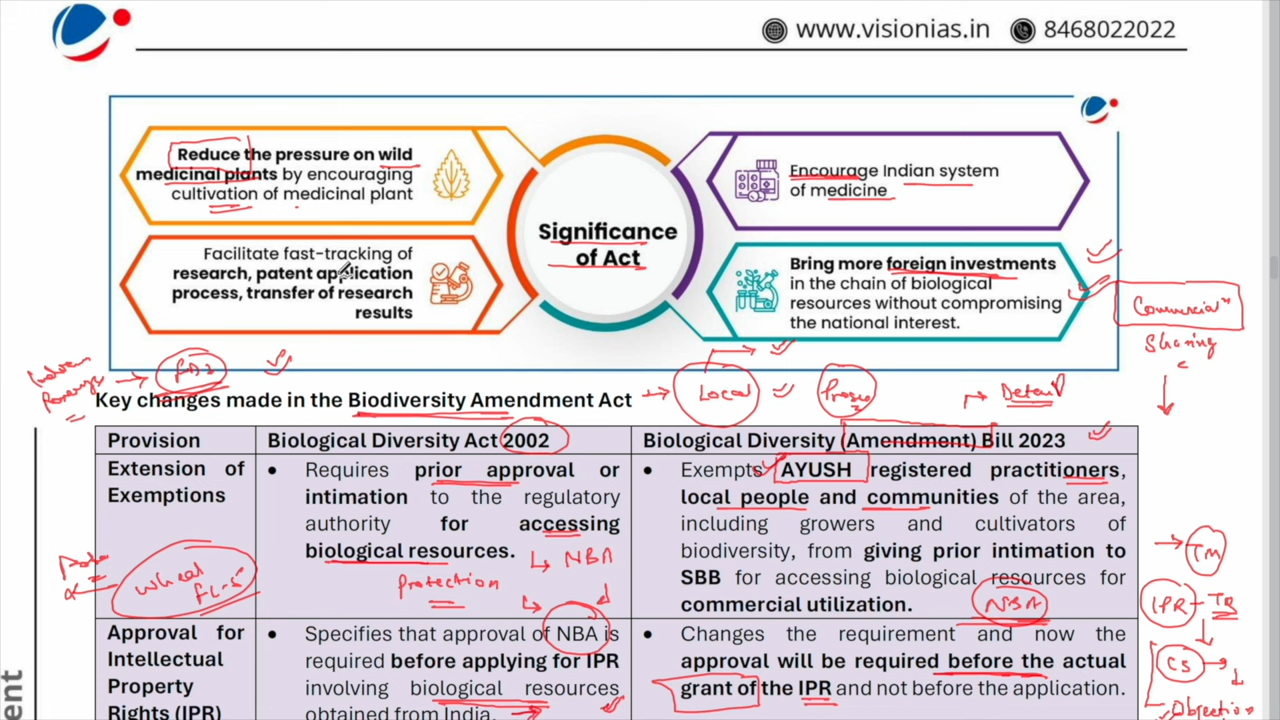 www.visionias.in 8468022022
Reduce the pressure on wild
medicinal plants by encouraging
cultivation of medicinal plant
Facilitate fast-tracking of
research, patent application
process, transfer of research
results
Significance
of Act
Encourage Indian system
of medicine
Bring more foreign investments
in the chain of biological
resources without compromising
the national interest.
Sharing
Local
Detail
Key changes made in the Biodiversity Amendment Act
Provision
Biological Diversity Act 2002
Biological Diversity (Amendment) Bill 2023
Extension of
Exemptions
Requires prior approval or
intimation to the regulatory
authority for accessing
biological resources.
NBA
Protection
Wheat
Exempts AYUSH registered practitioners,
local people and communities of the area,
including growers and cultivators of
biodiversity, from giving prior intimation to
SBB for accessing biological resources for
commercial utilization.
NBA
TM
IPR
CS
Objection
Approval for
Intellectual
Property
Rights (IPR)
Specifies that approval of NBA is
required before applying for IPR
involving biological resources
obtained from India.
Changes the requirement and now the
approval will be required before the actual
grant of the IPR and not before the application.
ent